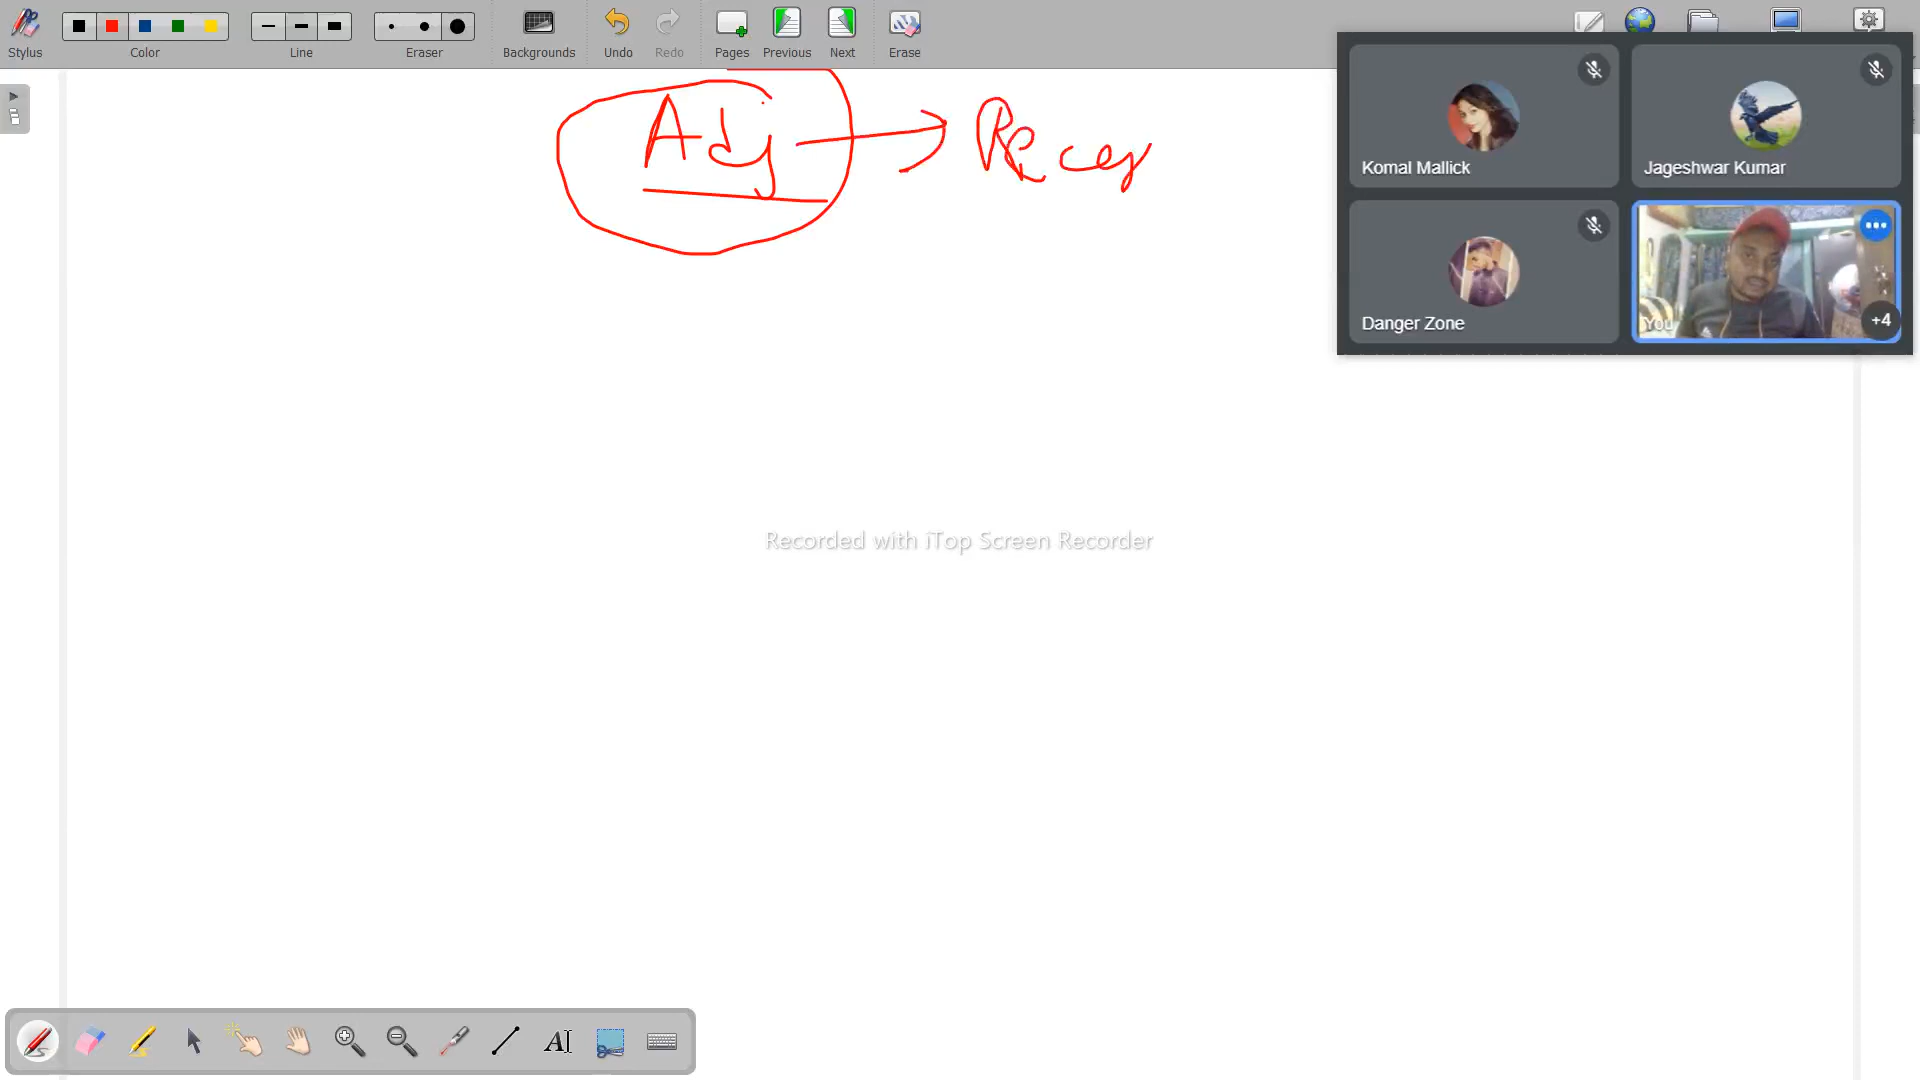 Stylus
Color
Line
Eraser
Backgrounds
Undo
Redo
Pages
Previous
Next
Erase
Adj
Komal Mallick
Jageshwar Kumar
Danger Zone
You
+4
Recorded with iTop Screen Recorder
AI